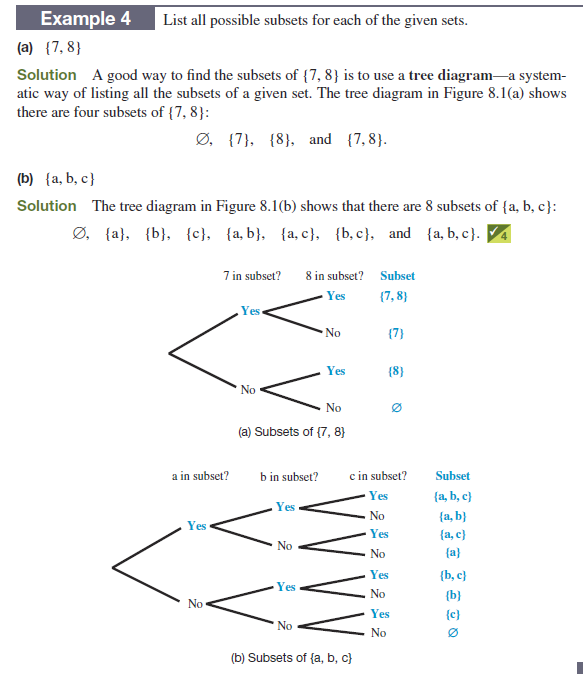 Example 4 List all possible subsets for each of the given sets.
(a) {7, 8}
Solution A good way to find the subsets of {7, 8} is to use a tree diagram—a system-
atic way of listing all the subsets of a given set. The tree diagram in Figure 8.1(a) shows
there are four subsets of {7, 8}:
∅, {7}, {8}, and {7, 8}.
(b) {a, b, c}
Solution The tree diagram in Figure 8.1(b) shows that there are 8 subsets of {a, b, c}:
∅, {a}, {b}, {c}, {a, b}, {a, c}, {b, c}, and {a, b, c}. ✓4
7 in subset? 8 in subset? Subset
Yes {7, 8}
Yes
No {7}
Yes {8}
No
No ∅
(a) Subsets of {7, 8}
a in subset? b in subset? c in subset? Subset
Yes {a, b, c}
Yes
No {a, b}
Yes
Yes {a, c}
No
No {a}
Yes {b, c}
Yes
No {b}
No
Yes {c}
No
No ∅
(b) Subsets of {a, b, c}